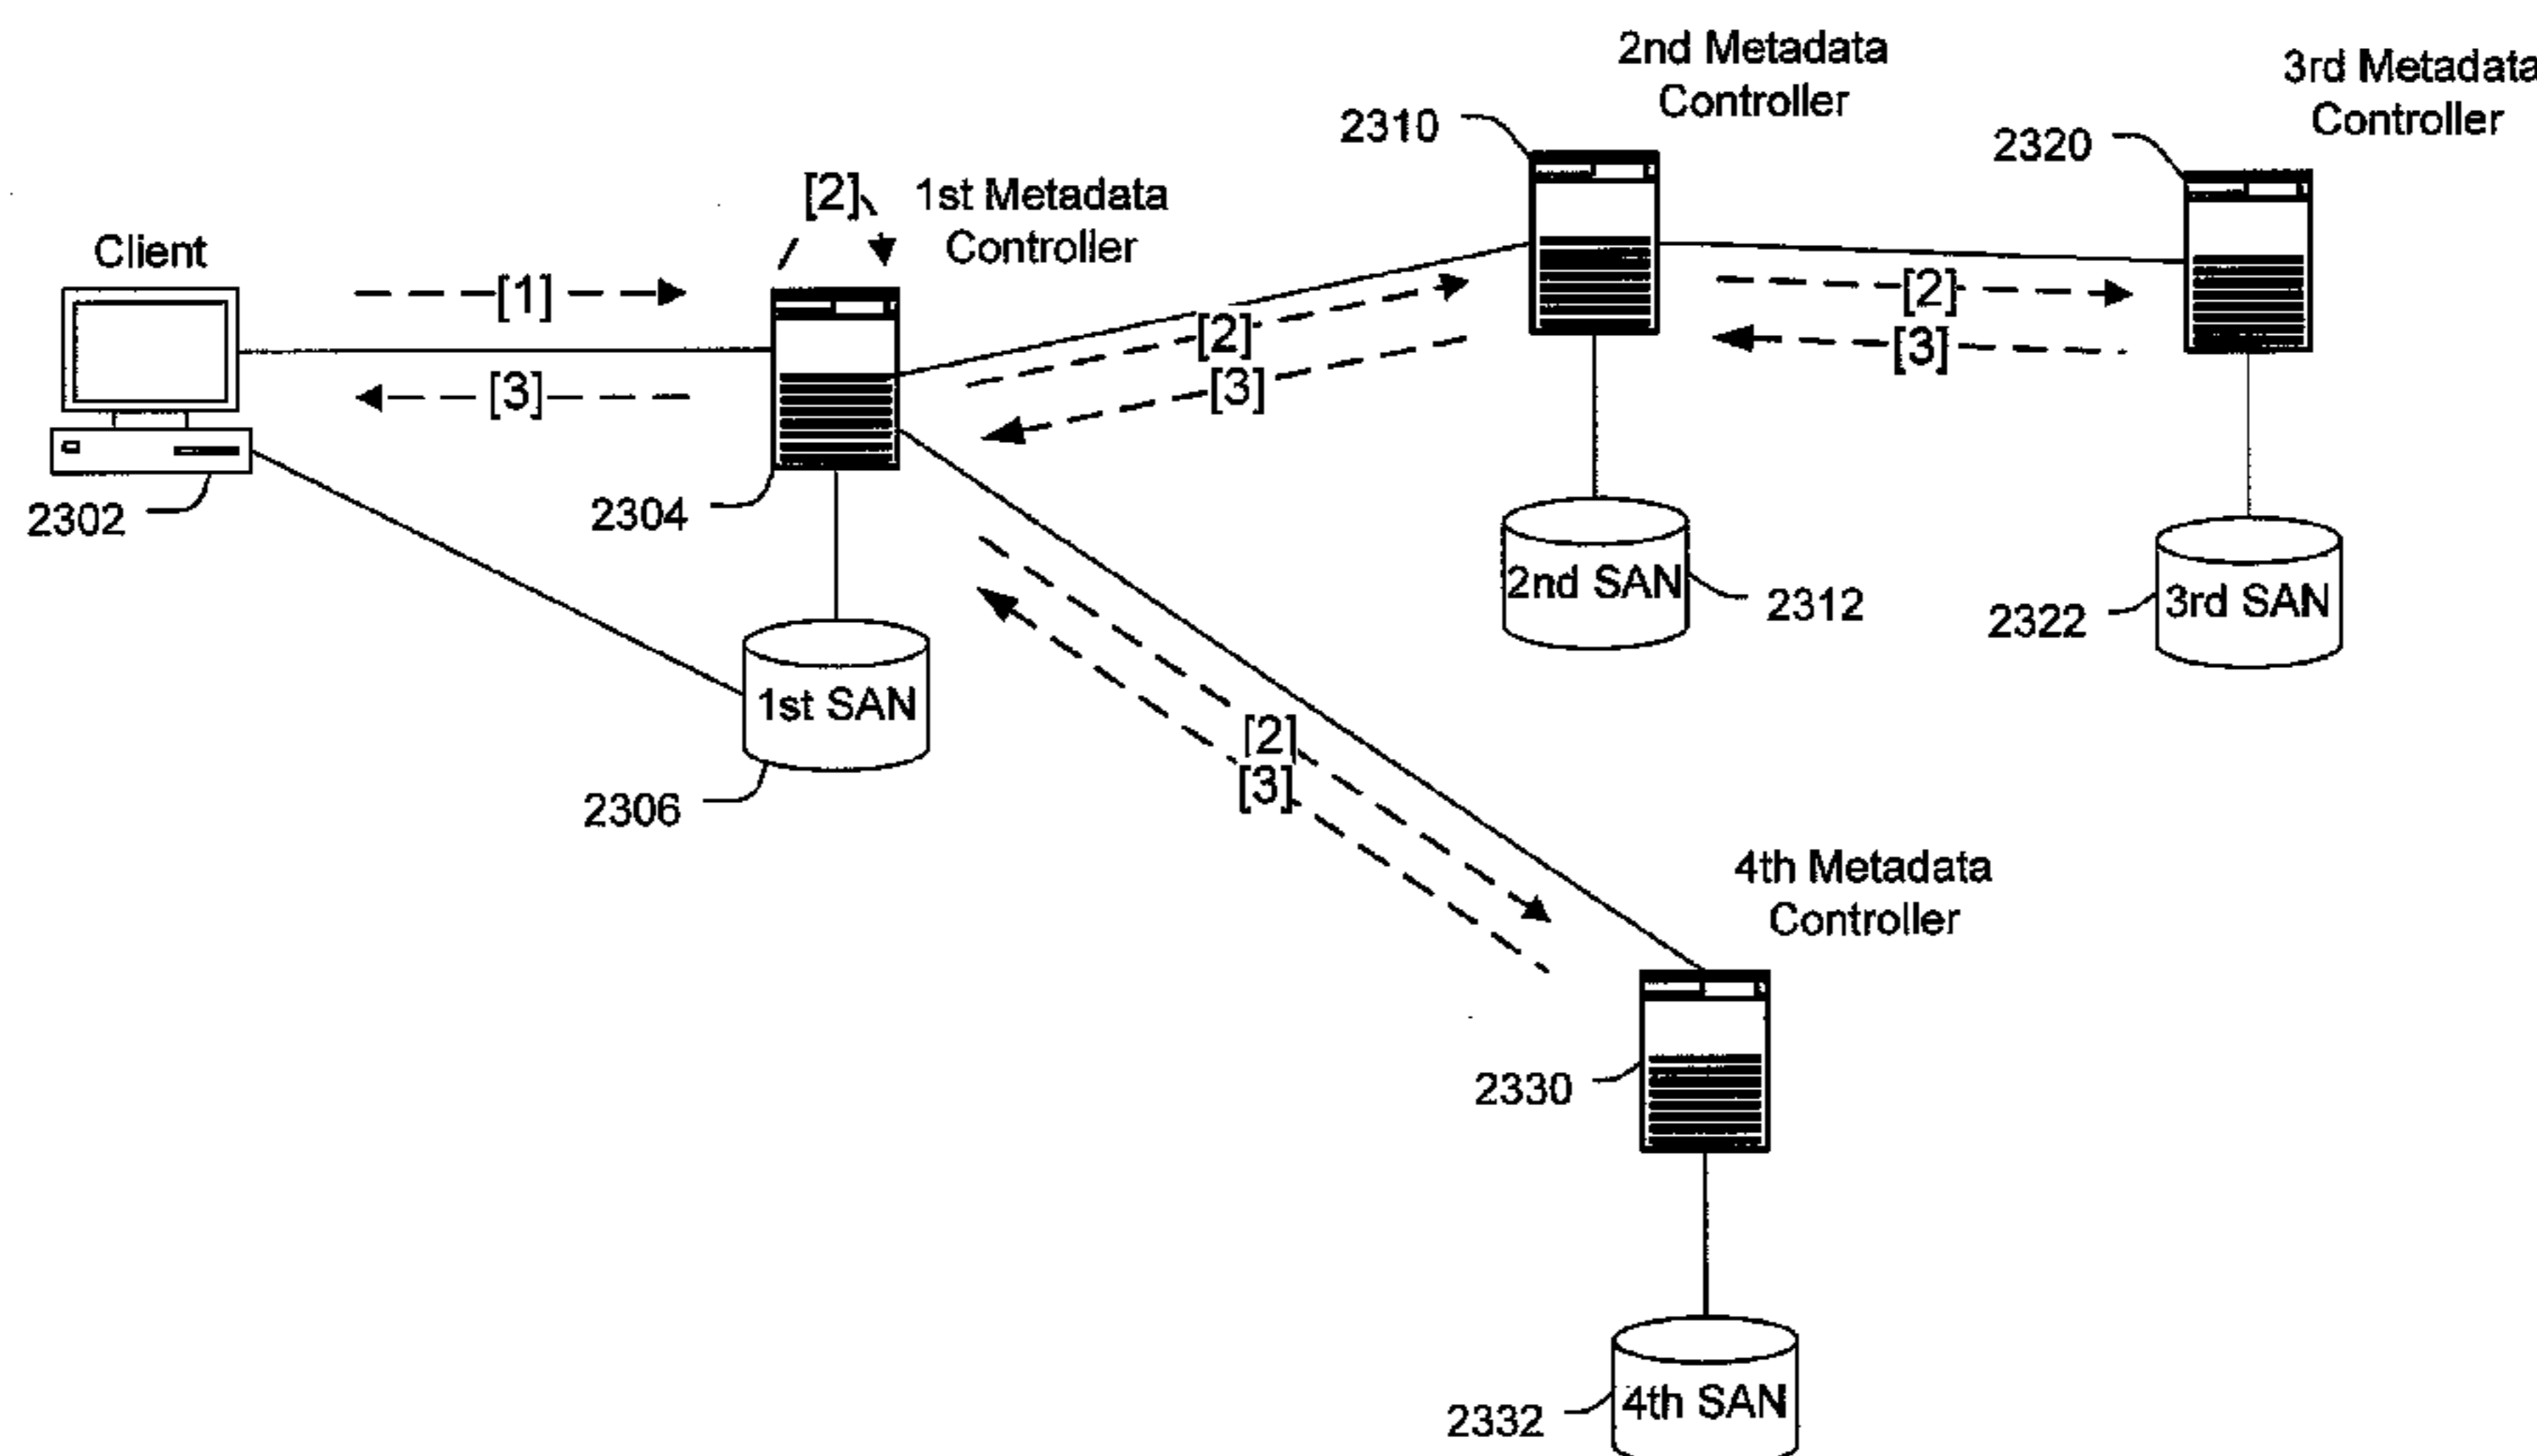 2nd Metadata
Controller
3rd Metadata
Controller
2310
2320
[2]
1st Metadata
Controller
Client
[1]
[2]
[2]
[3]
[3]
[3]
2302
2304
2nd SAN
2312
3rd SAN
2322
1st SAN
[2]
[3]
2306
4th Metadata
Controller
2330
4th SAN
2332